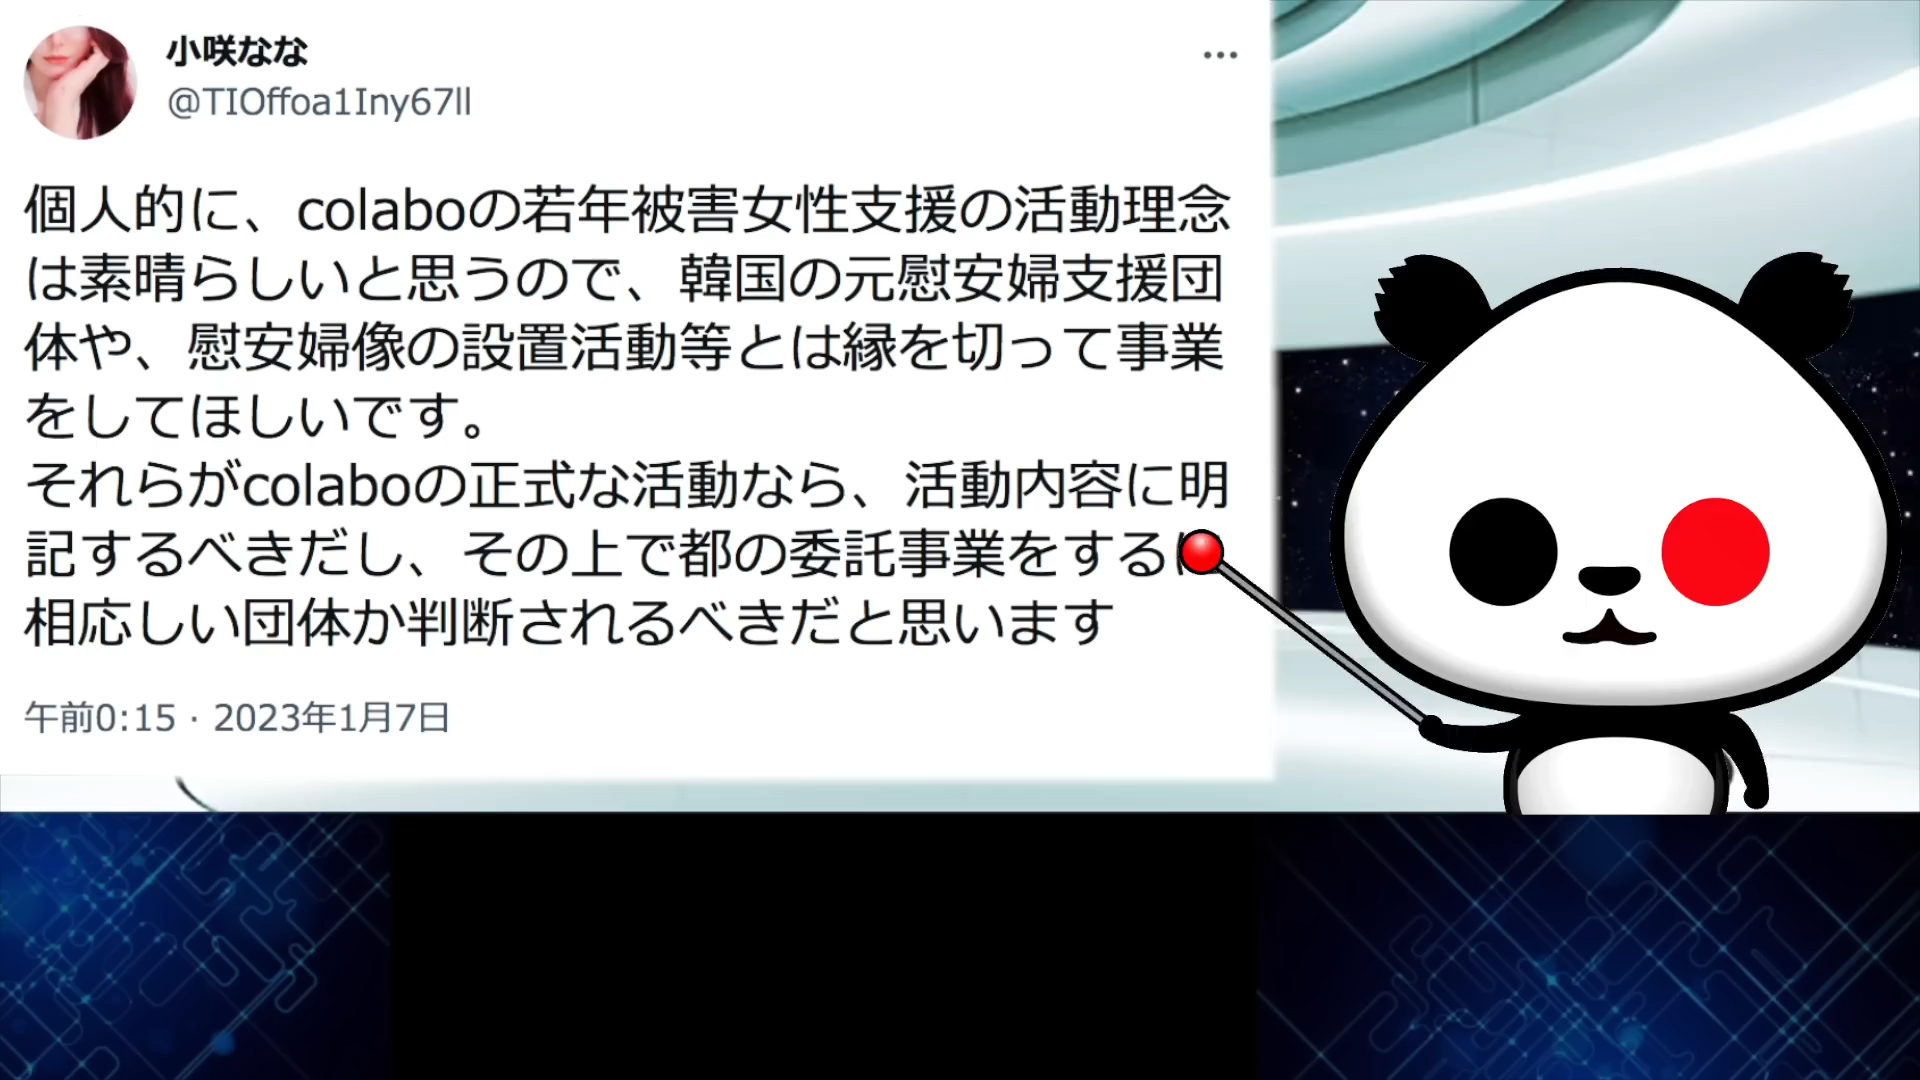 小咲なな
@TIOffoa1Iny67ll
個人的に、colaboの若年被害女性支援の活動理念
は素晴らしいと思うので、韓国の元慰安婦支援団
体や、慰安婦像の設置活動等とは縁を切って事業
をしてほしいです。
それらがcolaboの正式な活動なら、活動内容に明
記するべきだし、その上で都の委託事業をするに
相応しい団体か判断されるべきだと思います
午前0:15 · 2023年1月7日